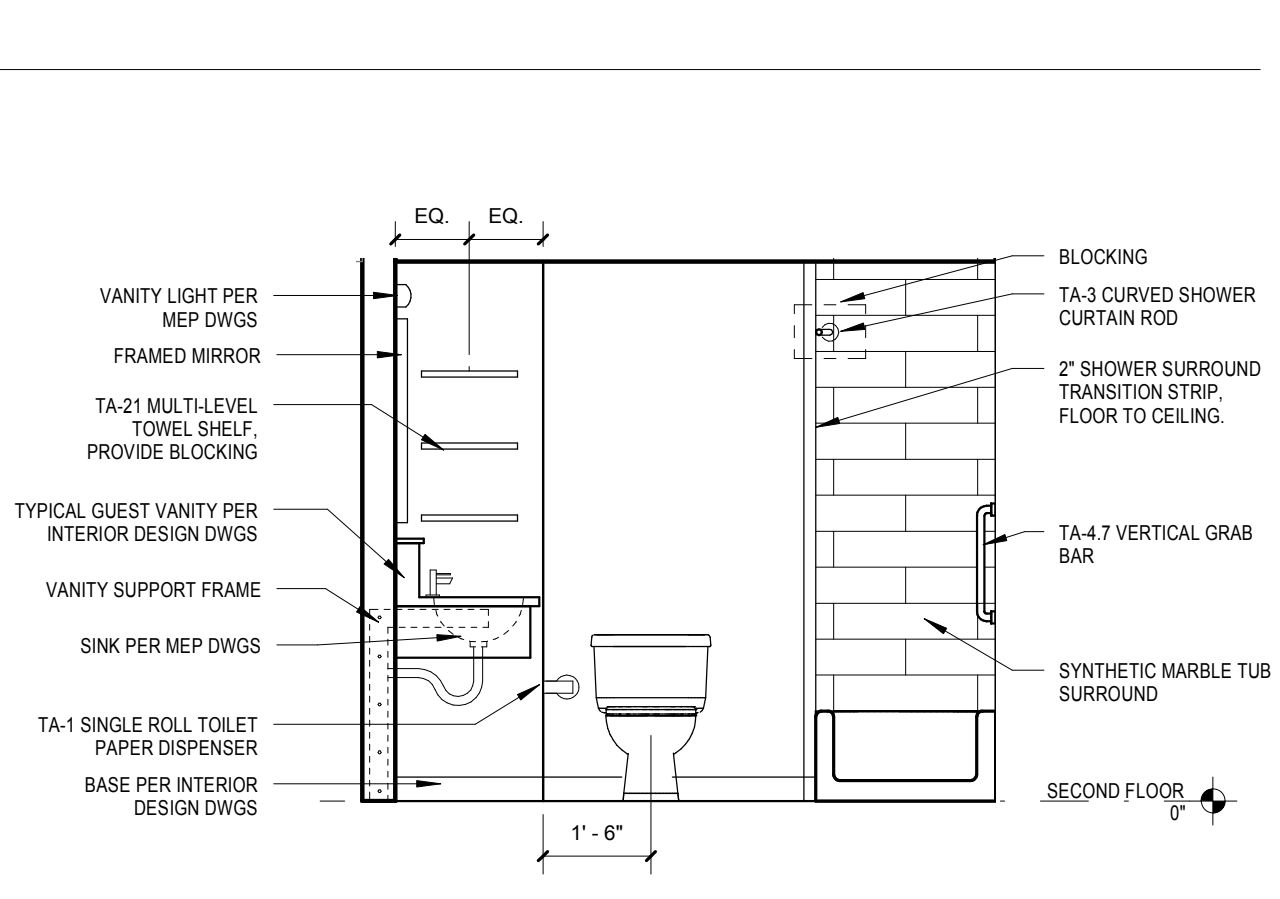 EQ. EQ.
VANITY LIGHT PER
MEP DWGS
FRAMED MIRROR
TA-21 MULTI-LEVEL
TOWEL SHELF,
PROVIDE BLOCKING
TYPICAL GUEST VANITY PER
INTERIOR DESIGN DWGS
VANITY SUPPORT FRAME
SINK PER MEP DWGS
TA-1 SINGLE ROLL TOILET
PAPER DISPENSER
BASE PER INTERIOR
DESIGN DWGS
1' - 6"
BLOCKING
TA-3 CURVED SHOWER
CURTAIN ROD
2" SHOWER SURROUND
TRANSITION STRIP,
FLOOR TO CEILING.
TA-4.7 VERTICAL GRAB
BAR
SYNTHETIC MARBLE TUB
SURROUND
SECOND FLOOR
0"